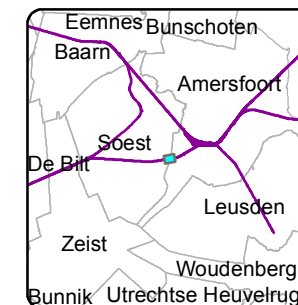 Eemnes
Bunschoten
Baarn
Amersfoort
Soest
De Bilt
Leusden
Zeist
Woudenberg
Bunnik
Utrechtse Heuvelrug